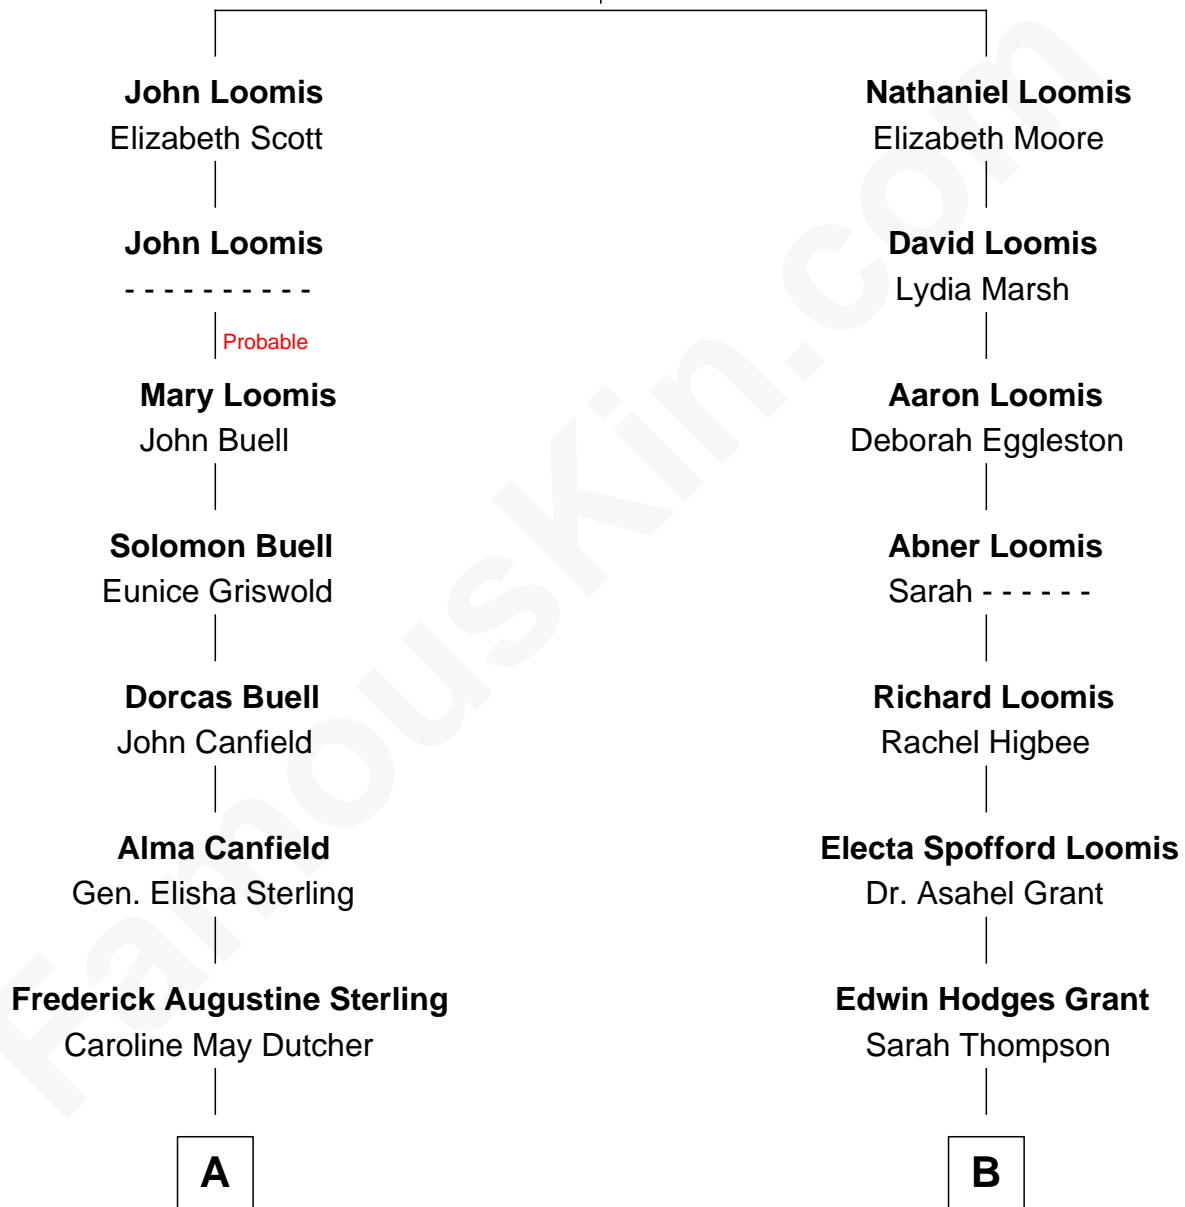 John Loomis
Elizabeth Scott
John Loomis
- - - - - - - - - -
Probable
Mary Loomis
John Buell
Solomon Buell
Eunice Griswold
Dorcas Buell
John Canfield
Alma Canfield
Gen. Elisha Sterling
Frederick Augustine Sterling
Caroline May Dutcher
A
Nathaniel Loomis
Elizabeth Moore
David Loomis
Lydia Marsh
Aaron Loomis
Deborah Eggleston
Abner Loomis
Sarah - - - - - -
Richard Loomis
Rachel Higbee
Electa Spofford Loomis
Dr. Asahel Grant
Edwin Hodges Grant
Sarah Thompson
B
FamousKin.com